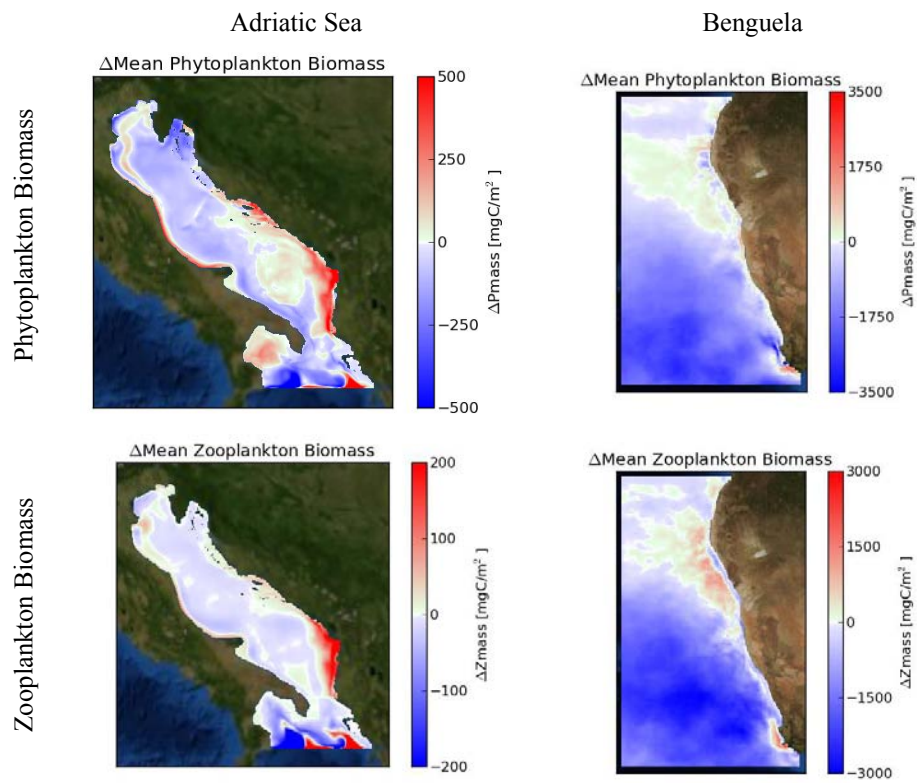 Adriatic Sea
Benguela
Phytoplankton Biomass
ΔMean Phytoplankton Biomass
500
250
0
−250
−500
ΔPmass [mgC/m² ]
ΔMean Phytoplankton Biomass
3500
1750
0
−1750
−3500
ΔPmass [mgC/m² ]
Zooplankton Biomass
ΔMean Zooplankton Biomass
200
100
0
−100
−200
ΔZmass [mgC/m² ]
ΔMean Zooplankton Biomass
3000
1500
0
−1500
−3000
ΔZmass [mgC/m² ]